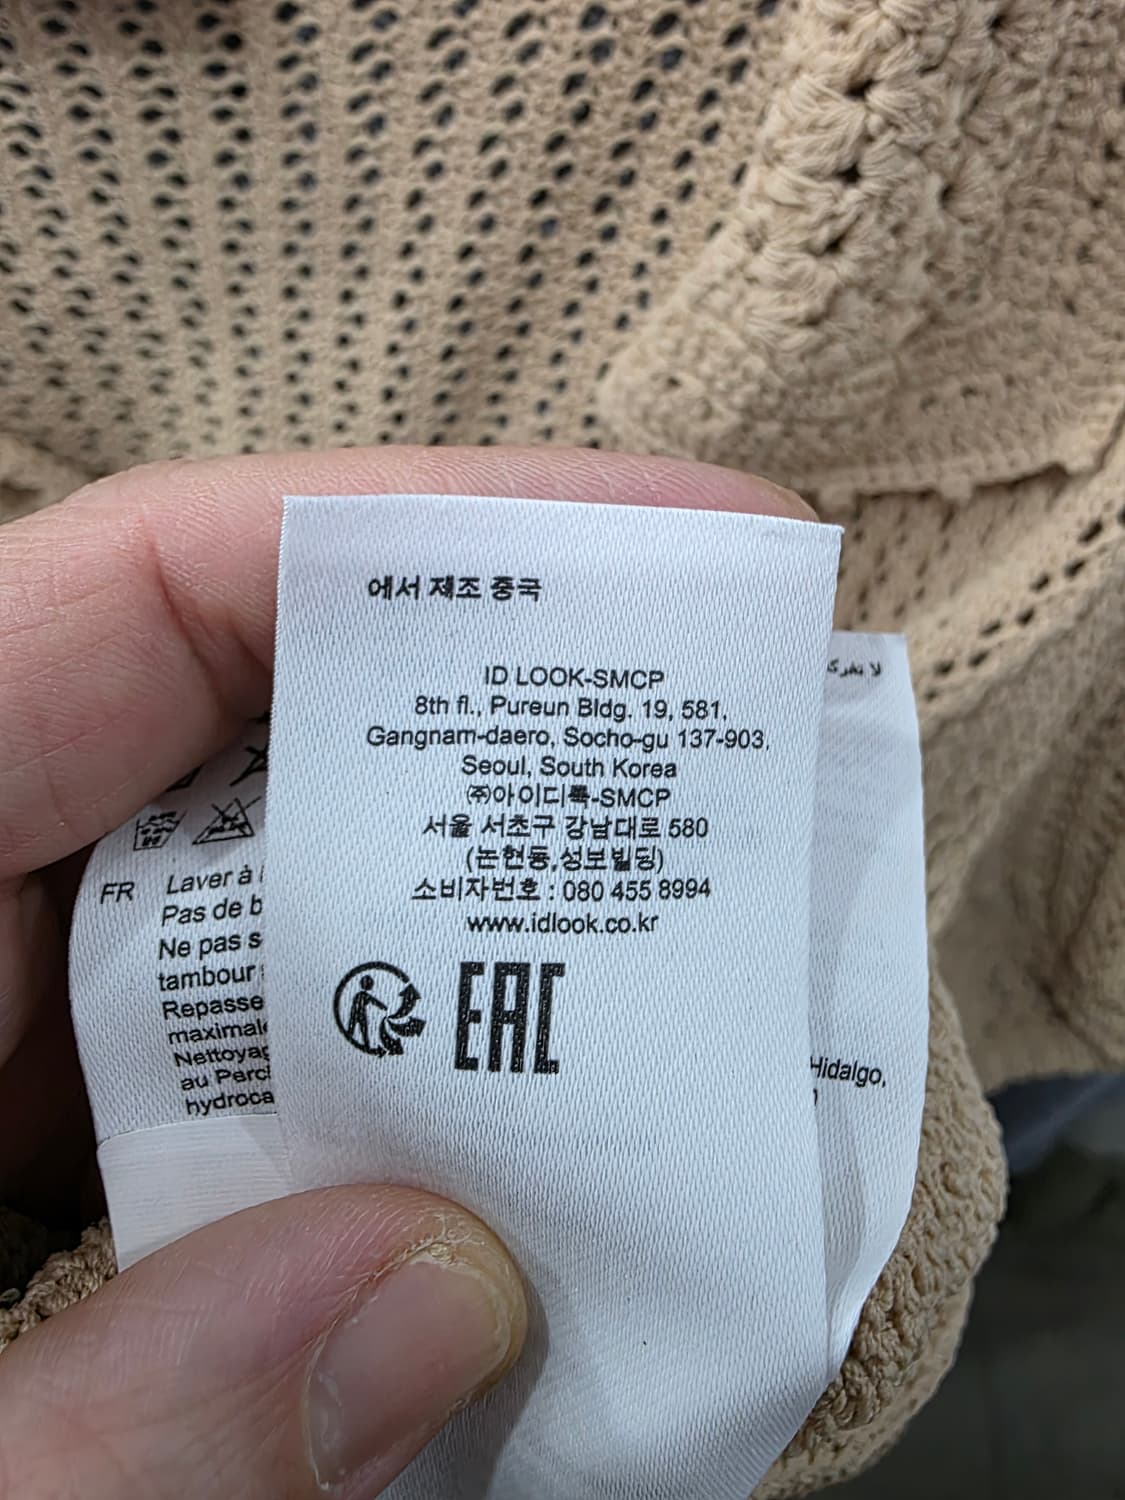 에서 제조 중국
ID LOOK-SMCP
8th fl., Pureun Bldg. 19, 581,
Gangnam-daero, Socho-gu 137-903,
Seoul, South Korea
㈜아이디룩-SMCP
서울 서초구 강남대로 580
(논현동,성보빌딩)
소비자번호 : 080 455 8994
www.idlook.co.kr
EAC
FR Laver à
Pas de b
Ne pas s
tambour
Repasse
maximale
Nettoyag
au Perc
hydroca
لا تفرك
Hidalgo,